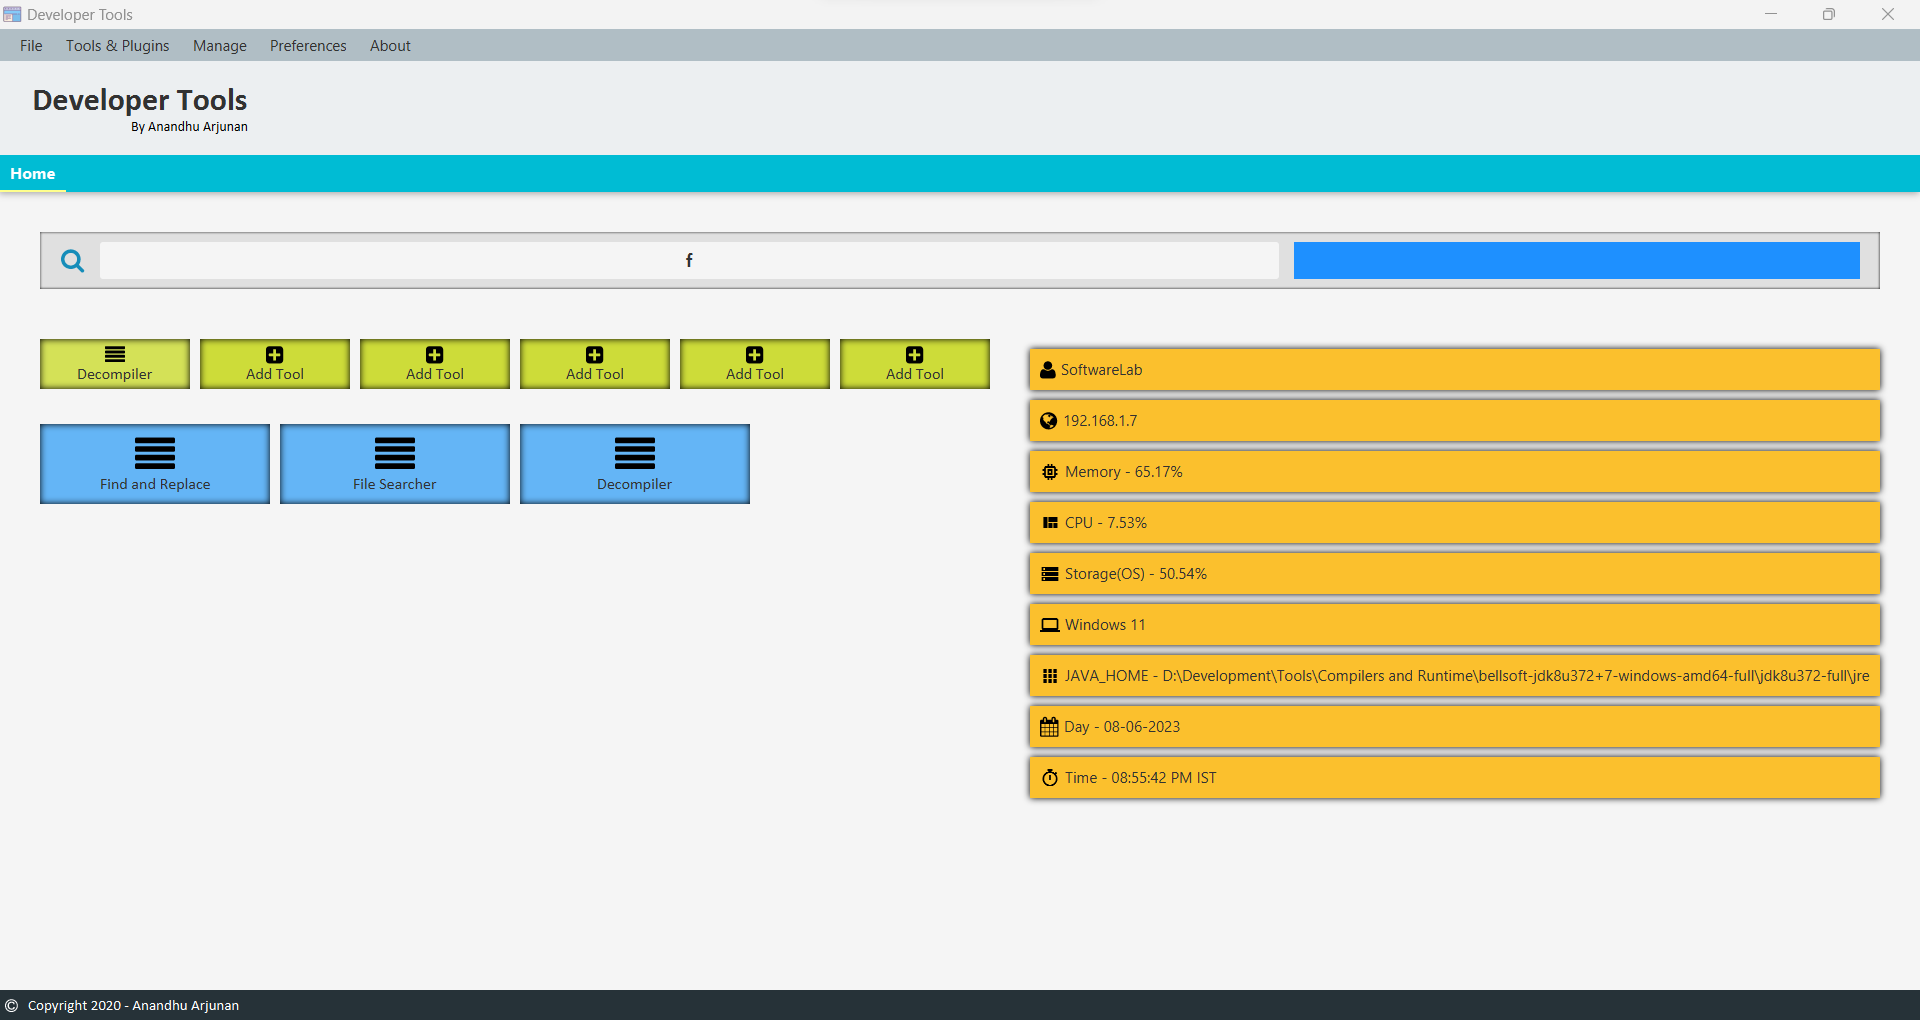 Developer Tools
File Tools & Plugins Manage Preferences About
Developer Tools
By Anandhu Arjunan
Home
f
Decompiler Add Tool Add Tool Add Tool Add Tool Add Tool
Find and Replace File Searcher Decompiler
SoftwareLab
192.168.1.7
Memory - 65.17%
CPU - 7.53%
Storage(OS) - 50.54%
Windows 11
JAVA_HOME - D:\Development\Tools\Compilers and Runtime\bellsoft-jdk8u372+7-windows-amd64-full\jdk8u372-full\jre
Day - 08-06-2023
Time - 08:55:42 PM IST
© Copyright 2020 - Anandhu Arjunan